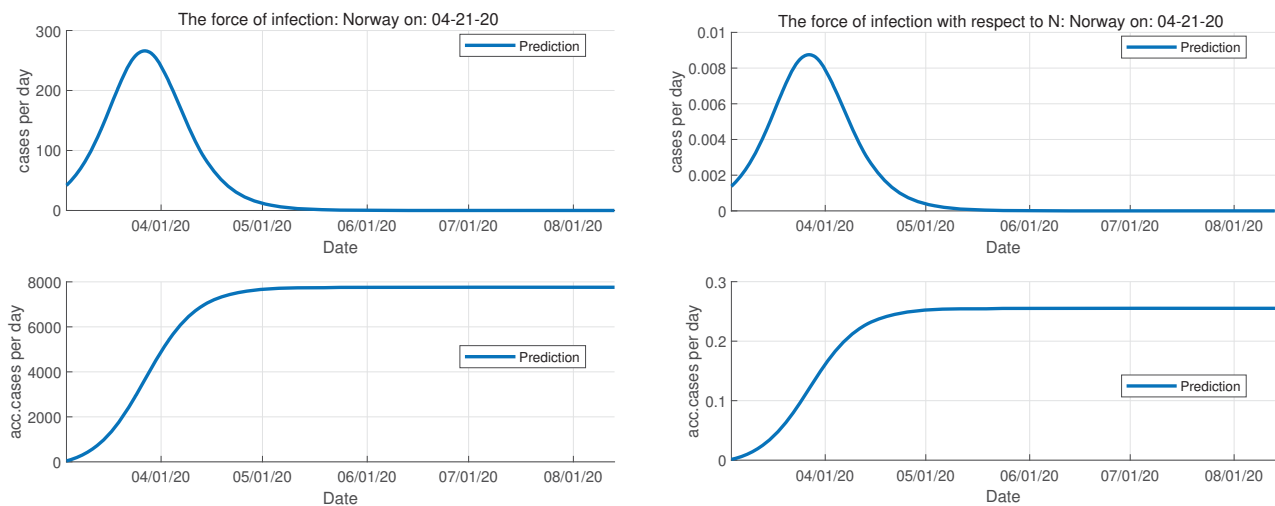 The force of infection: Norway on: 04-21-20
300
200
100
0
cases per day
Prediction
04/01/20 05/01/20 06/01/20 07/01/20 08/01/20
Date
8000
6000
4000
2000
0
acc.cases per day
Prediction
04/01/20 05/01/20 06/01/20 07/01/20 08/01/20
Date
The force of infection with respect to N: Norway on: 04-21-20
0.01
0.008
0.006
0.004
0.002
0
cases per day
Prediction
04/01/20 05/01/20 06/01/20 07/01/20 08/01/20
Date
0.3
0.2
0.1
0
acc.cases per day
Prediction
04/01/20 05/01/20 06/01/20 07/01/20 08/01/20
Date